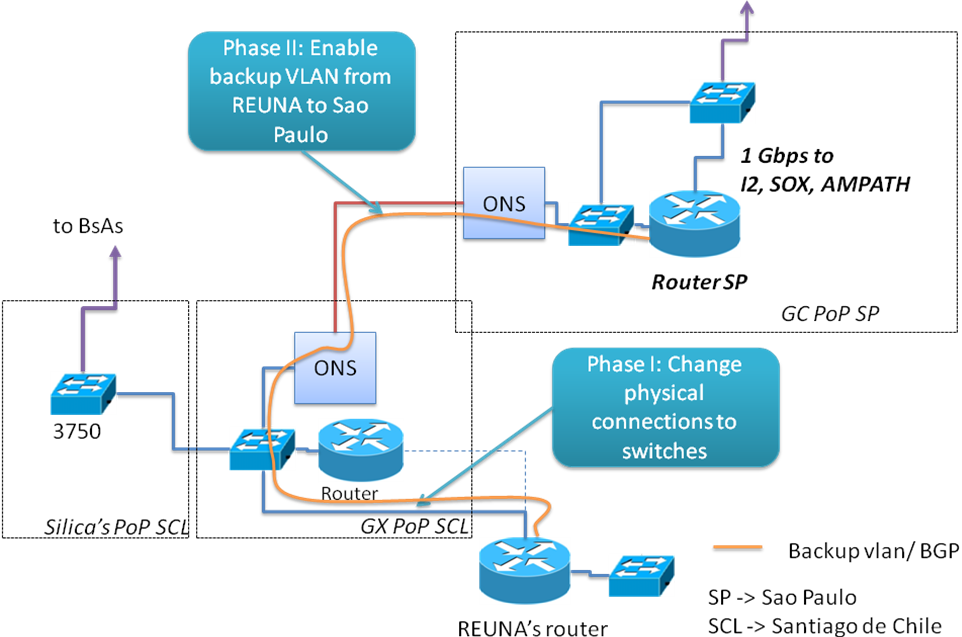 Phase II: Enable
backup VLAN from
REUNA to Sao
Paulo
1 Gbps to
I2, SOX, AMPATH
ONS
to BsAs
Router SP
GC PoP SP
ONS
Phase I: Change
physical
connections to
switches
3750
Router
Silica's PoP SCL
GX PoP SCL
Backup vlan/ BGP
SP -> Sao Paulo
SCL -> Santiago de Chile
REUNA's router